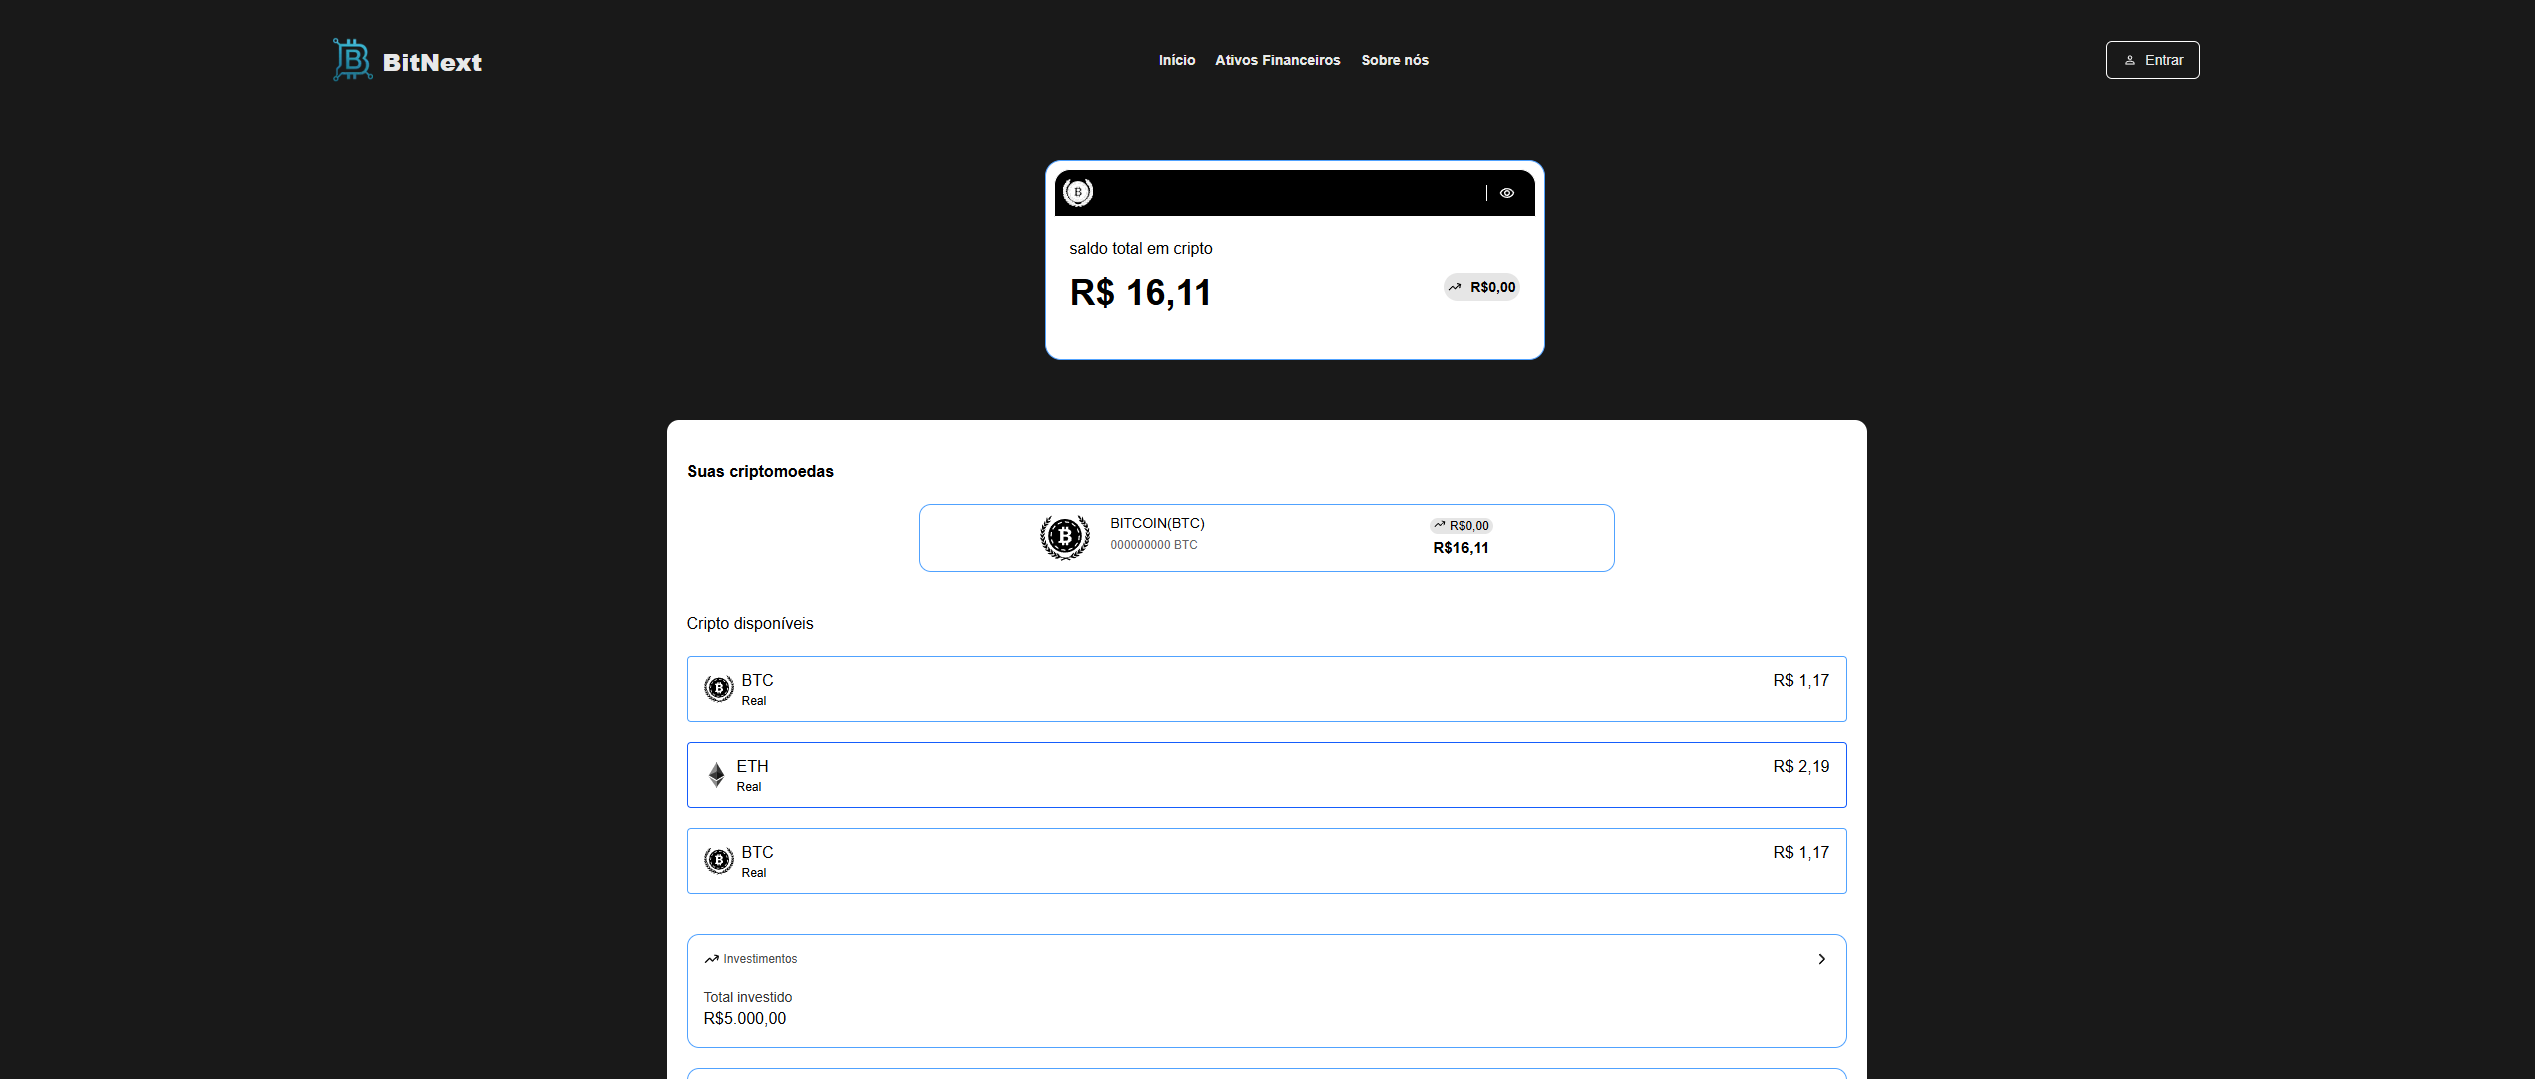 BitNext
Início Ativos Financeiros Sobre nós
Entrar
saldo total em cripto
R$ 16,11
R$0,00
Suas criptomoedas
BITCOIN(BTC)
R$0,00
000000000 BTC
R$16,11
Cripto disponíveis
BTC
R$ 1,17
Real
ETH
R$ 2,19
Real
BTC
R$ 1,17
Real
Investimentos
Total investido
R$5.000,00